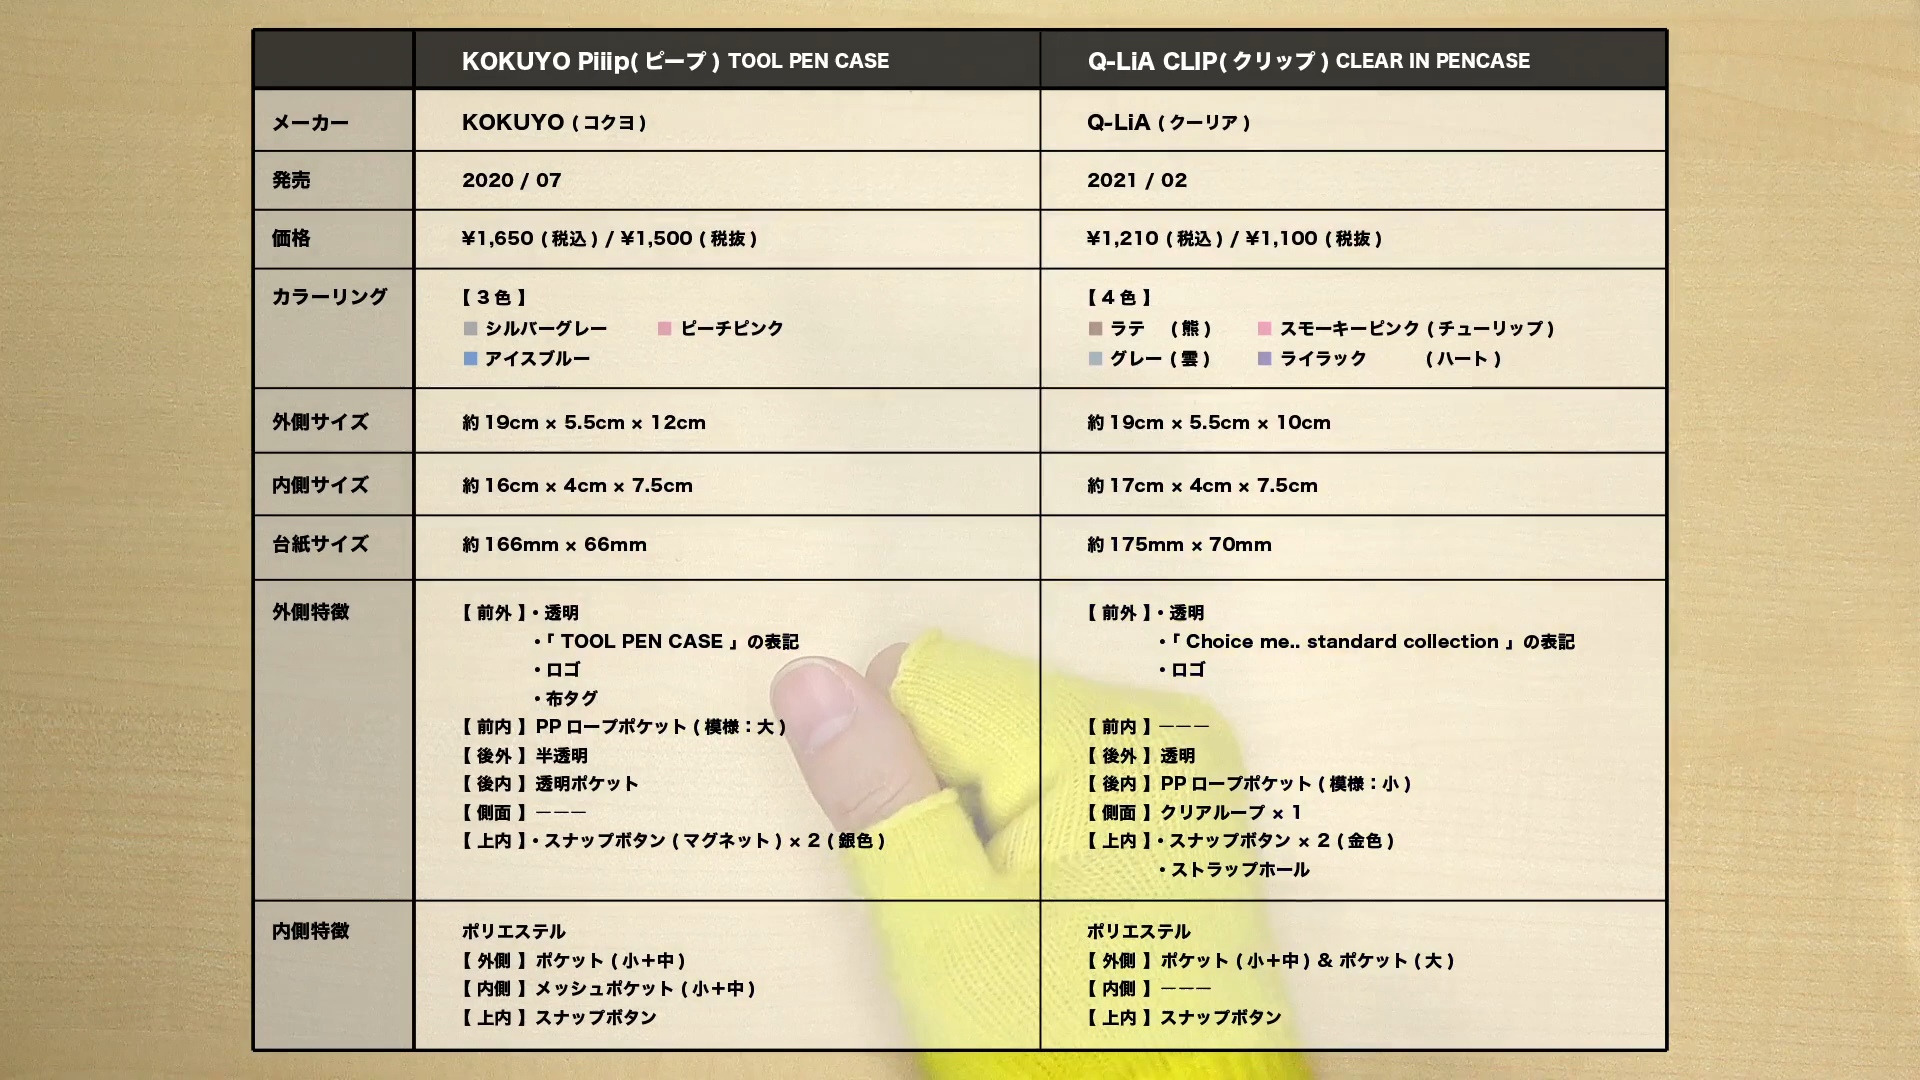 KOKUYO Piiip( ピープ ) TOOL PEN CASE
Q-LiA CLIP( クリップ ) CLEAR IN PENCASE
メーカー
KOKUYO ( コクヨ )
Q-LiA ( クーリア )
発売
2020 / 07
2021 / 02
価格
¥1,650 ( 税込 ) / ¥1,500 ( 税抜 )
¥1,210 ( 税込 ) / ¥1,100 ( 税抜 )
カラーリング
【 3 色 】
シルバーグレー
ピーチピンク
アイスブルー
【 4 色 】
ラテ ( 熊 )
スモーキーピンク ( チューリップ )
グレー ( 雲 )
ライラック ( ハート )
外側サイズ
約 19cm × 5.5cm × 12cm
約 19cm × 5.5cm × 10cm
内側サイズ
約 16cm × 4cm × 7.5cm
約 17cm × 4cm × 7.5cm
台紙サイズ
約 166mm × 66mm
約 175mm × 70mm
外側特徴
【 前外 】・透明
・「 TOOL PEN CASE 」の表記
・ロゴ
・布タグ
【 前内 】PP ロープポケット ( 模様：大 )
【 後外 】半透明
【 後内 】透明ポケット
【 側面 】———
【 上内 】・スナップボタン ( マグネット ) × 2 ( 銀色 )
【 前外 】・透明
・「 Choice me.. standard collection 」の表記
・ロゴ
【 前内 】———
【 後外 】透明
【 後内 】PP ロープポケット ( 模様：小 )
【 側面 】クリアループ × 1
【 上内 】・スナップボタン × 2 ( 金色 )
・ストラップホール
内側特徴
ポリエステル
【 外側 】ポケット ( 小＋中 )
【 内側 】メッシュポケット ( 小＋中 )
【 上内 】スナップボタン
ポリエステル
【 外側 】ポケット ( 小＋中 ) & ポケット ( 大 )
【 内側 】———
【 上内 】スナップボタン